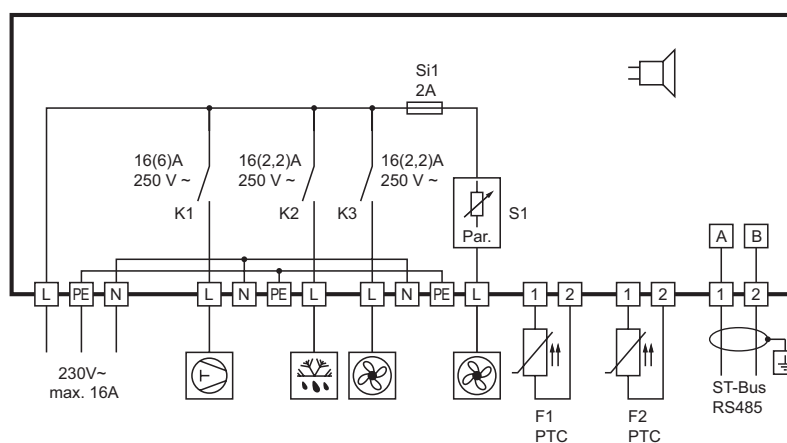 Si1
2A
16(6)A
250 V ~
K1
16(2,2)A
250 V ~
K2
K3
16(2,2)A
250 V ~
Par.
S1
A
B
L
PE
N
L
N
PE
L
L
N
PE
L
1
2
1
2
1
2
T
230V~
max. 16A
F1
PTC
F2
PTC
ST-Bus
RS485